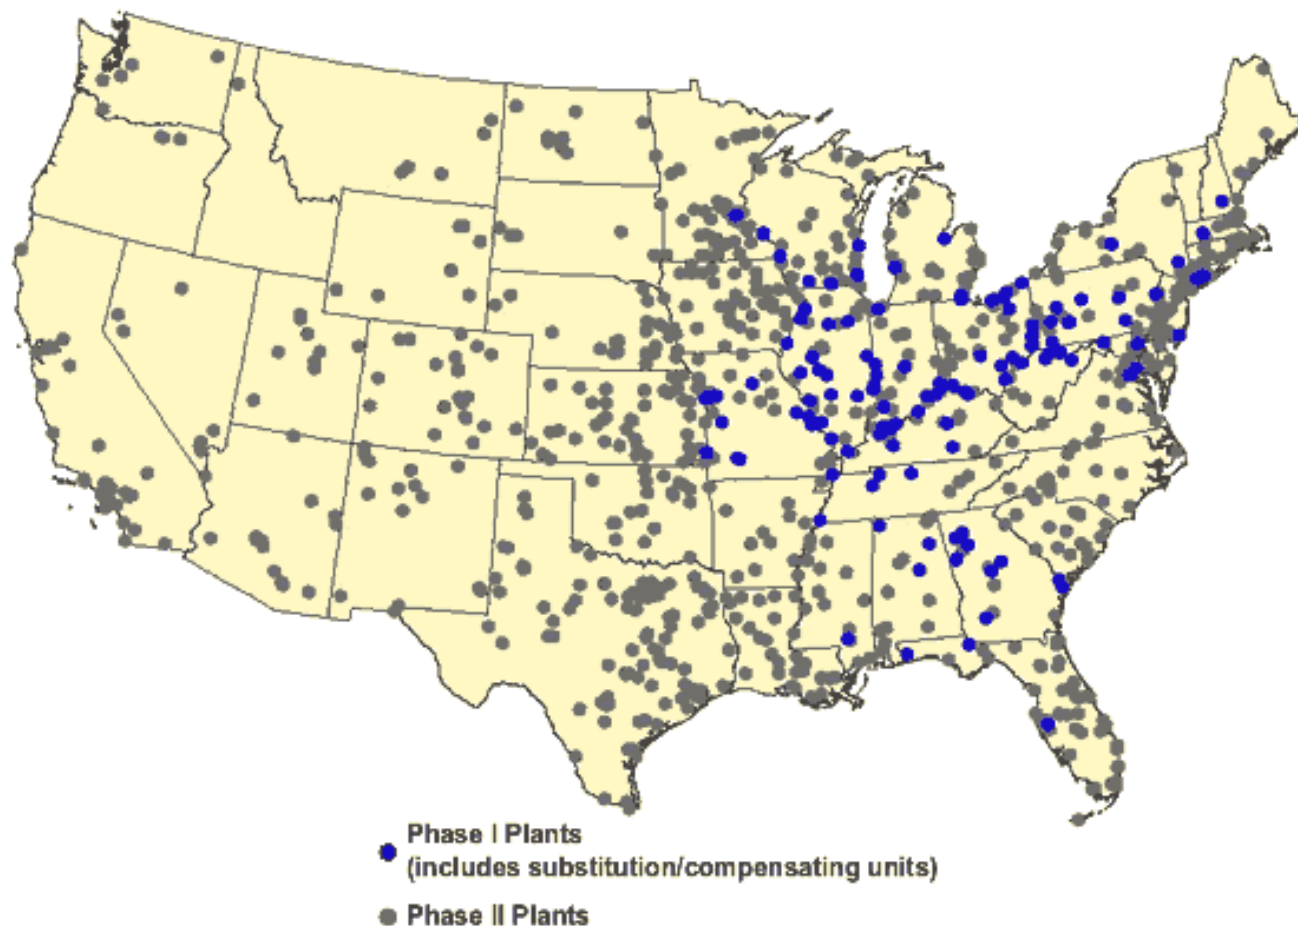 Phase I Plants
(includes substitution/compensating units)
Phase II Plants